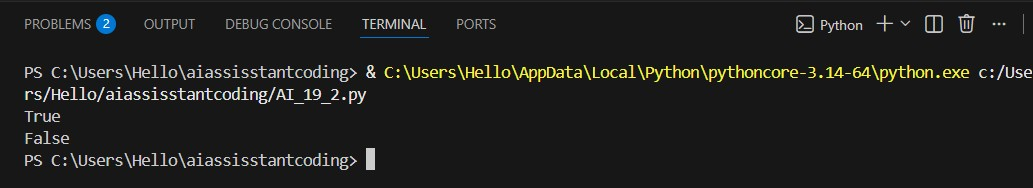 PROBLEMS 2 OUTPUT DEBUG CONSOLE TERMINAL PORTS Python
PS C:\Users\Hello\aiassisstantcoding> & C:\Users\Hello\AppData\Local\Python\pythoncore-3.14-64\python.exe c:/Use
rs/Hello/aiassisstantcoding/AI_19_2.py
True
False
PS C:\Users\Hello\aiassisstantcoding>